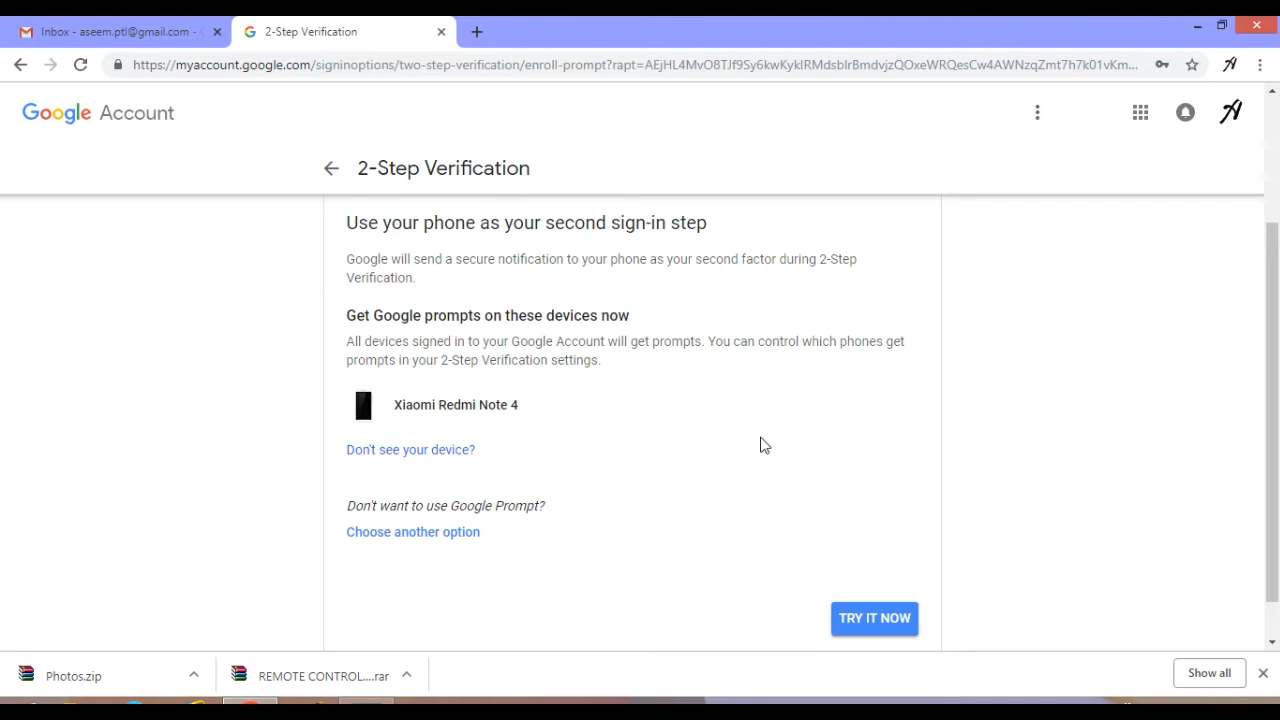 Inbox - aseem.ptl@gmail.com -
2-Step Verification
https://myaccount.google.com/signinoptions/two-step-verification/enroll-prompt?rapt=AEjHL4MvO8TJf9Sy6kwKyklRMdsblrBmdvjzQOxeWRQesCw4AWNzqZmt7h7k01vKm...
Google Account
2-Step Verification
Use your phone as your second sign-in step
Google will send a secure notification to your phone as your second factor during 2-Step
Verification.
Get Google prompts on these devices now
All devices signed in to your Google Account will get prompts. You can control which phones get
prompts in your 2-Step Verification settings.
Xiaomi Redmi Note 4
Don't see your device?
Don't want to use Google Prompt?
Choose another option
TRY IT NOW
Photos.zip
REMOTE CONTROL....rar
Show all